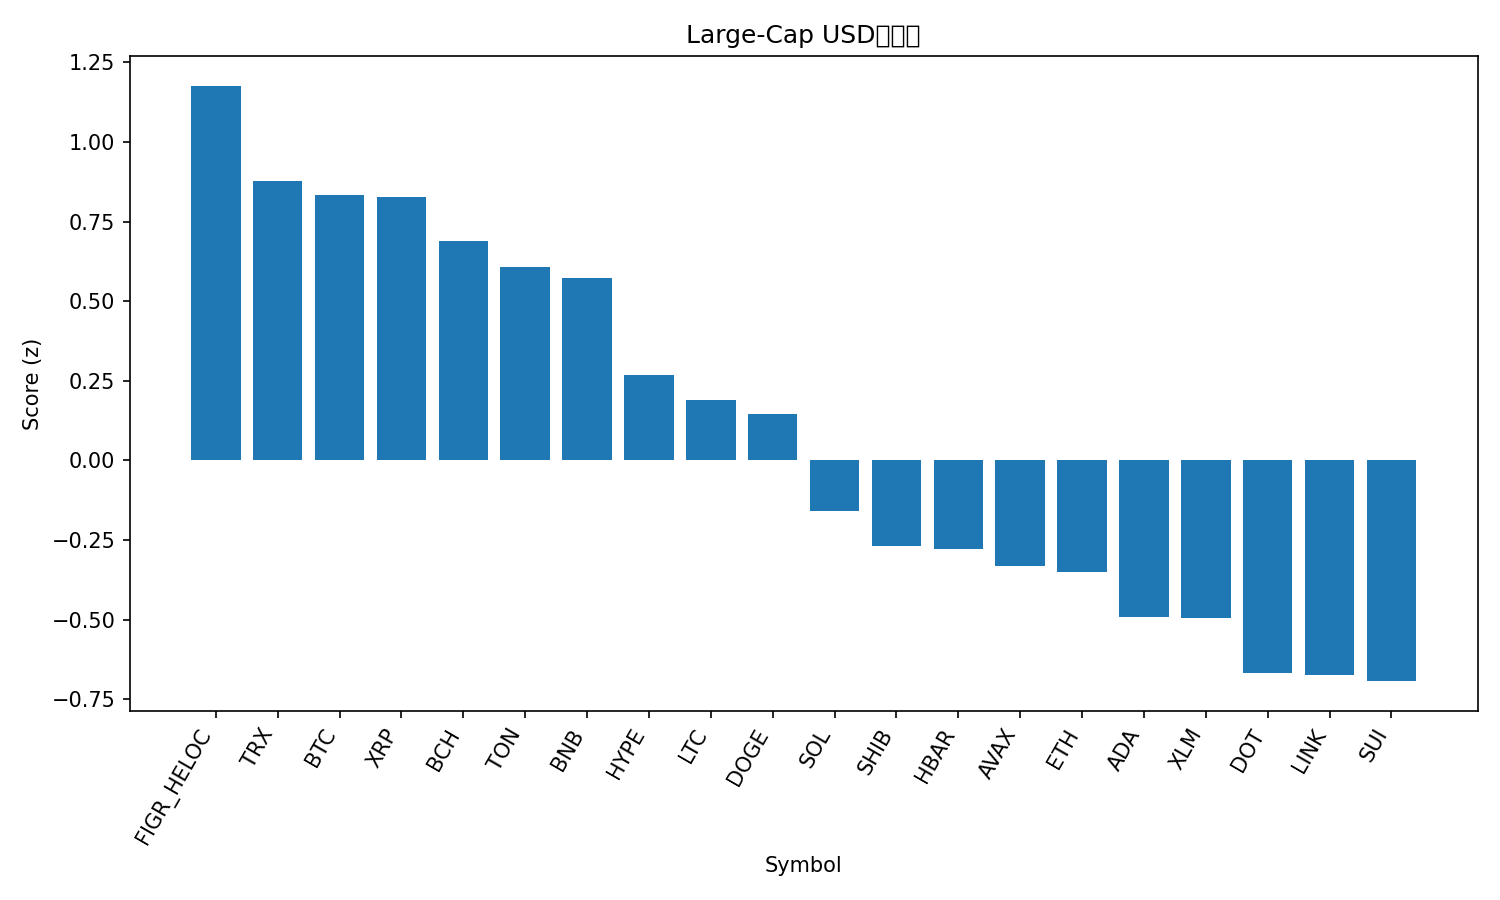 Large-Cap USD
1.25
1.00
0.75
0.50
0.25
0.00
−0.25
−0.50
−0.75
Score (z)
FIGR_HELOC
TRX
BTC
XRP
BCH
TON
BNB
HYPE
LTC
DOGE
SOL
SHIB
HBAR
AVAX
ETH
ADA
XLM
DOT
LINK
SUI
Symbol